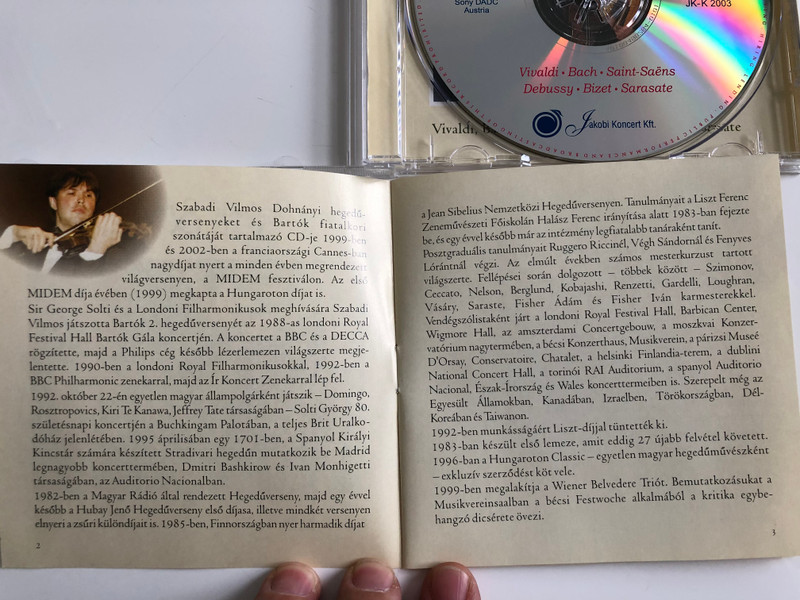 Sony DADC
Austria
JK-K 2003
Vivaldi • Bach • Saint-Saëns
Debussy • Bizet • Sarasate
Jakobi Koncert Kft.
Vivaldi,
Szabadi Vilmos Dohnányi hegedű-
versenyeket és Bartók fiatalkori
szonátáját tartalmazó CD-je 1999-ben
és 2002-ben a franciaországi Cannes-ban
nagydíjat nyert a minden évben megrendezett
világversenyen, a MIDEM fesztiválon. Az első
MIDEM díja évében (1999) megkapta a Hungaroton díjat is.
Sir George Solti és a Londoni Filharmonikusok meghívására Szabadi
Vilmos játszotta Bartók 2. hegedűversenyét az 1988-as londoni Royal
Festival Hall Bartók Gála koncertjén. A koncertet a BBC és a DECCA
rögzítette, majd a Philips cég később lézerlemezen világszerte megje-
lentette. 1990-ben a londoni Royal Filharmonikusokkal, 1992-ben a
BBC Philharmonic zenekarral, majd az Ír Koncert Zenekarral lép fel.
1992. október 22-én egyetlen magyar állampolgárként játszik – Domingo,
Rosztropovics, Kiri Te Kanawa, Jeffrey Tate társaságában – Solti György 80.
születésnapi koncertjén a Buchkingam Palotában, a teljes Brit Uralko-
dóház jelenlétében. 1995 áprilisában egy 1701-ben, a Spanyol Királyi
Kincstár számára készített Stradivari hegedűn mutatkozik be Madrid
legnagyobb koncerttermében, Dmitri Bashkirow és Ivan Monhigetti
társaságában, az Auditorio Nacionalban.
1982-ben a Magyar Rádió által rendezett Hegedűverseny, majd egy évvel
később a Hubay Jenő Hegedűverseny első díjasa, illetve mindkét versenyen
elnyeri a zsűri különdíjait is. 1985-ben, Finnországban nyer harmadik díjat
2
a Jean Sibelius Nemzetközi Hegedűversenyen. Tanulmányait a Liszt Ferenc
Zeneművészeti Főiskolán Halász Ferenc irányítása alatt 1983-ban fejezte
be, és egy évvel később már az intézmény legfiatalabb tanáraként tanít.
Posztgraduális tanulmányait Ruggero Riccinél, Végh Sándornál és Fenyves
Lórántnál végzi. Az elmúlt években számos mesterkurzust tartott
világszerte. Fellépései során dolgozott – többek között – Szimonov,
Ceccato, Nelson, Berglund, Kobajashi, Renzetti, Gardelli, Loughran,
Vásáry, Saraste, Fisher Ádám és Fisher Iván karmesterekkel.
Vendégszólistaként járt a londoni Royal Festival Hall, Barbican Center,
Wigmore Hall, az amszterdami Concertgebouw, a moszkvai Konzer-
vatórium nagytermében, a bécsi Konzerthaus, Musikverein, a párizsi Museé
D'Orsay, Conservatoire, Chatalet, a helsinki Finlandia-terem, a dublini
National Concert Hall, a torinói RAI Auditorium, a spanyol Auditorio
Nacional, Észak-Írország és Wales koncerttermeiben is. Szerepelt még az
Egyesült Államokban, Kanadában, Izraelben, Törökországban, Dél-
Koreában és Taiwanon.
1992-ben munkásságáért Liszt-díjjal tüntették ki.
1983-ban készült első lemeze, amit eddig 27 újabb felvétel követett.
1996-ban a Hungaroton Classic – egyetlen magyar hegedűművészként
– exkluzív szerződést köt vele.
1999-ben megalakítja a Wiener Belvedere Triót. Bemutatkozásukat a
Musikvereinsaalban a bécsi Festwoche alkalmából a kritika egybe-
hangzó dicsérete övezi.
3